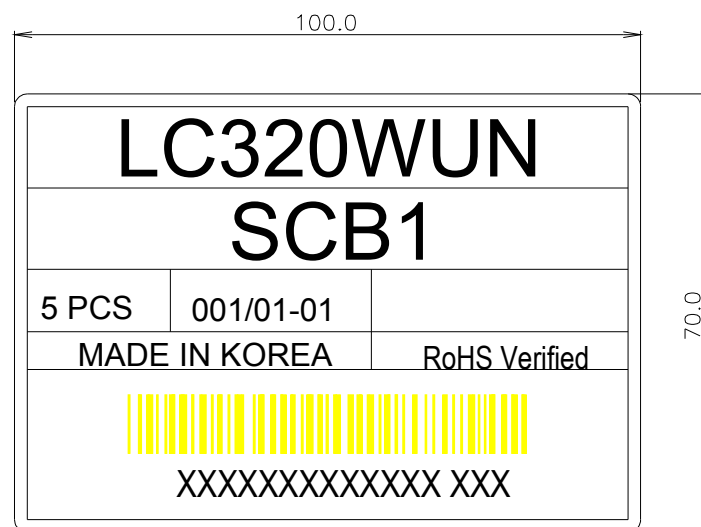 100.0
LC320WUN
SCB1
70.0
5 PCS 001/01-01
MADE IN KOREA RoHS Verified
XXXXXXXXXXXXX XXX